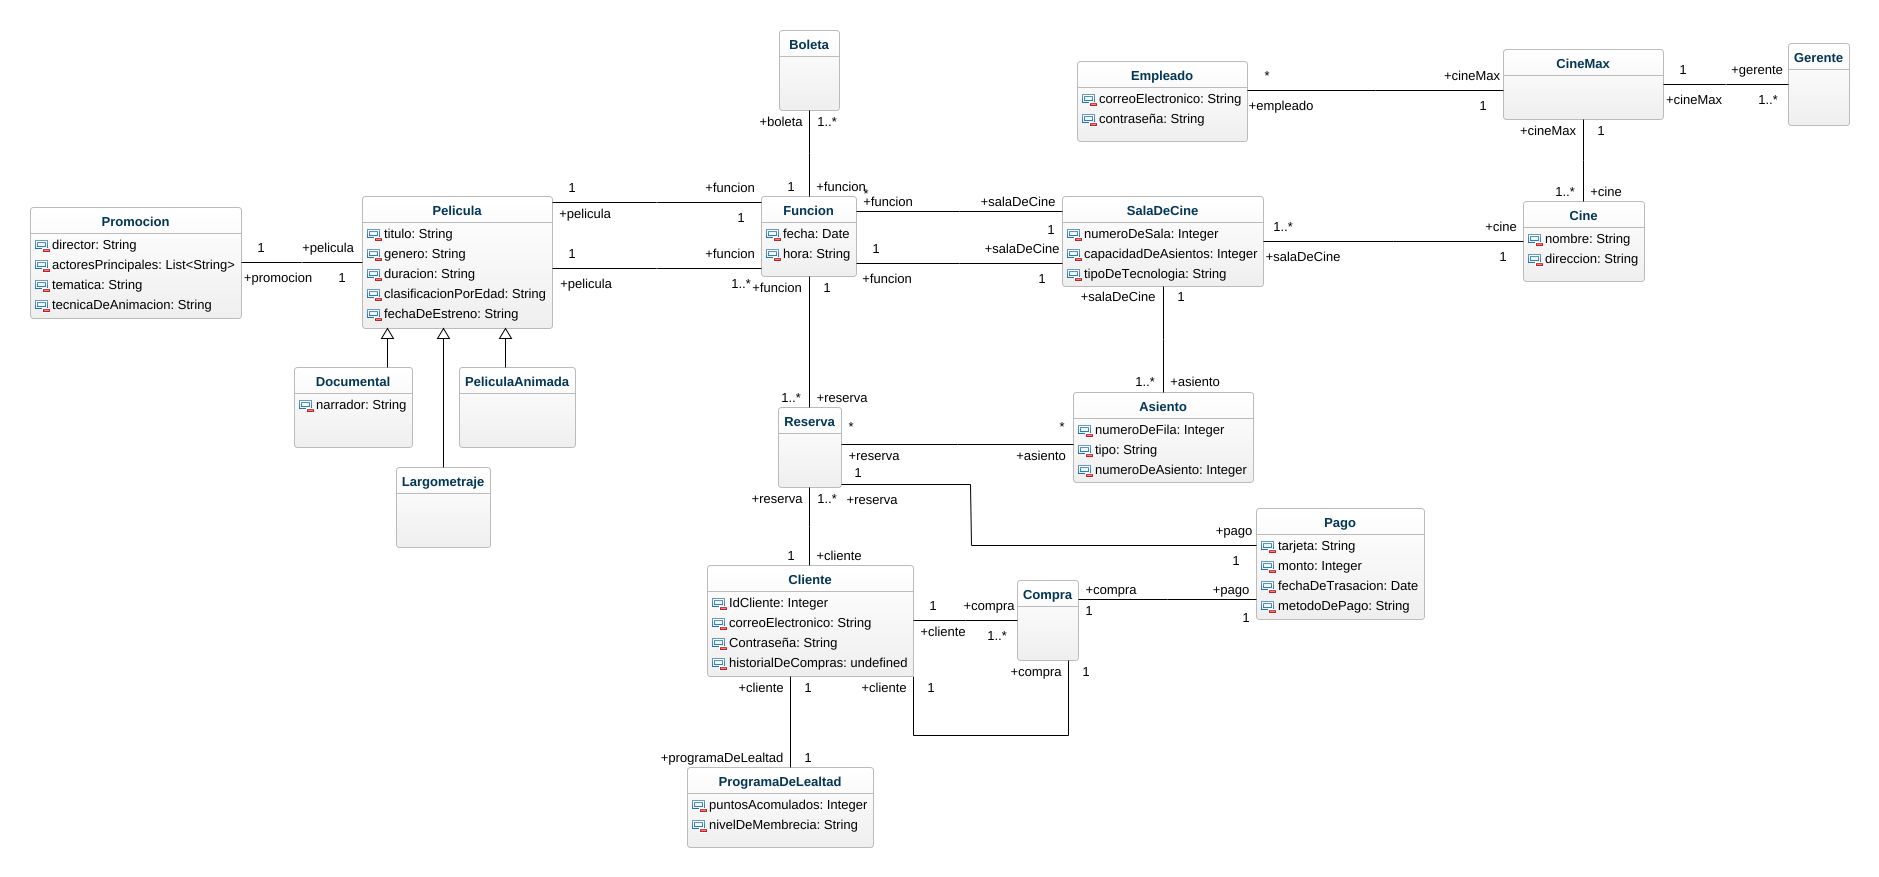 Boleta
+boleta 1..*
1 +funcion
Empleado
correoElectronico: String
contraseña: String
* +cineMax
+empleado 1
CineMax
1 +gerente
+cineMax 1..*
Gerente
+cineMax 1
1..* +cine
Cine
nombre: String
direccion: String
Promocion
director: String
actoresPrincipales: List<String>
tematica: String
tecnicaDeAnimacion: String
1 +pelicula
+promocion 1
Pelicula
titulo: String
genero: String
duracion: String
clasificacionPorEdad: String
fechaDeEstreno: String
1 +funcion
+pelicula 1
1 +funcion
+pelicula 1..*
Funcion
fecha: Date
hora: String
*
+funcion +salaDeCine
1
1 +salaDeCine
+funcion 1
SalaDeCine
numeroDeSala: Integer
capacidadDeAsientos: Integer
tipoDeTecnologia: String
1..* +cine
+salaDeCine 1
+salaDeCine 1
1..* +asiento
Asiento
numeroDeFila: Integer
tipo: String
numeroDeAsiento: Integer
Documental
narrador: String
PeliculaAnimada
Largometraje
+funcion 1
1..* +reserva
Reserva
* *
+reserva +asiento
1
+reserva
+pago
1
+reserva 1..*
1 +cliente
Pago
tarjeta: String
monto: Integer
fechaDeTrasacion: Date
metodoDePago: String
Cliente
IdCliente: Integer
correoElectronico: String
Contraseña: String
historialDeCompras: undefined
1 +compra
+cliente 1..*
Compra
+compra +pago
1 1
+compra 1
+cliente 1
+cliente 1
+programaDeLealtad 1
ProgramaDeLealtad
puntosAcomulados: Integer
nivelDeMembrecia: String